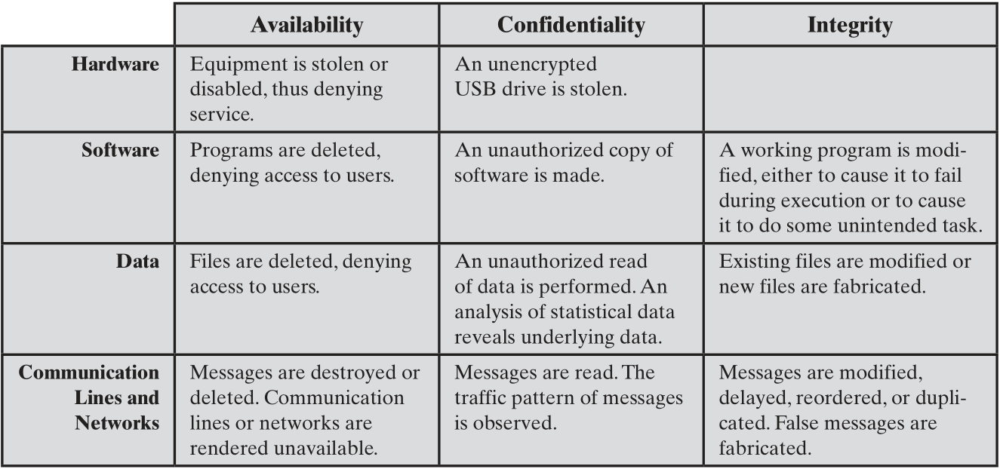 Availability
Confidentiality
Integrity
Hardware
Equipment is stolen or
disabled, thus denying
service.
An unencrypted
USB drive is stolen.
Software
Programs are deleted,
denying access to users.
An unauthorized copy of
software is made.
A working program is modi-
fied, either to cause it to fail
during execution or to cause
it to do some unintended task.
Data
Files are deleted, denying
access to users.
An unauthorized read
of data is performed. An
analysis of statistical data
reveals underlying data.
Existing files are modified or
new files are fabricated.
Communication
Lines and
Networks
Messages are destroyed or
deleted. Communication
lines or networks are
rendered unavailable.
Messages are read. The
traffic pattern of messages
is observed.
Messages are modified,
delayed, reordered, or dupli-
cated. False messages are
fabricated.